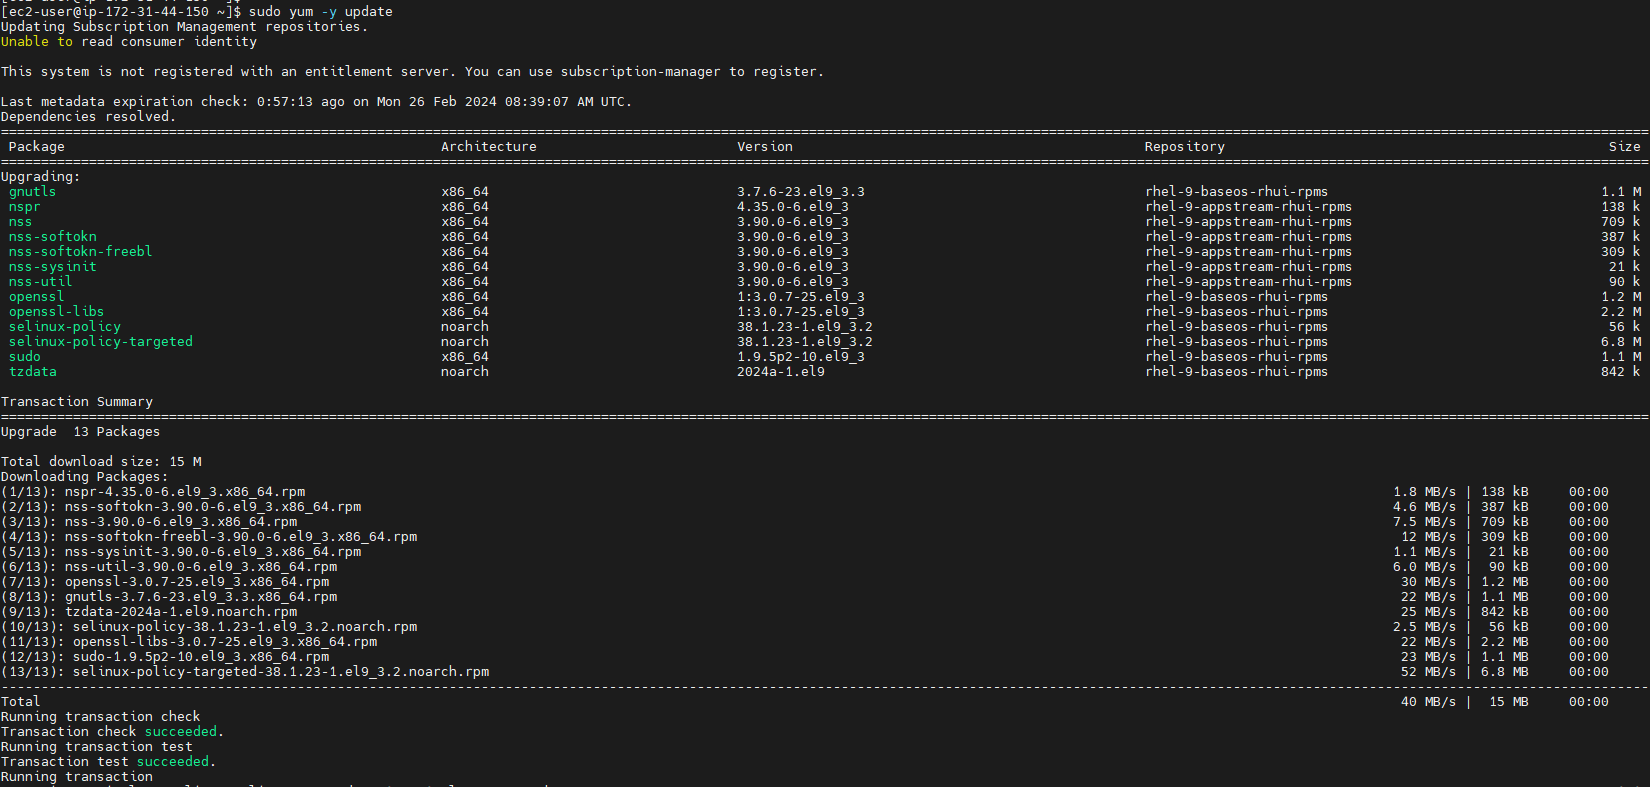 [ec2-user@ip-172-31-44-150 ~]$
[ec2-user@ip-172-31-44-150 ~]$ sudo yum -y update
Updating Subscription Management repositories.
Unable to read consumer identity
This system is not registered with an entitlement server. You can use subscription-manager to register.
Last metadata expiration check: 0:57:13 ago on Mon 26 Feb 2024 08:39:07 AM UTC.
Dependencies resolved.
Package Architecture Version Repository Size
Upgrading:
gnutls x86_64 3.7.6-23.el9_3.3 rhel-9-baseos-rhui-rpms 1.1 M
nspr x86_64 4.35.0-6.el9_3 rhel-9-appstream-rhui-rpms 138 k
nss x86_64 3.90.0-6.el9_3 rhel-9-appstream-rhui-rpms 709 k
nss-softokn x86_64 3.90.0-6.el9_3 rhel-9-appstream-rhui-rpms 387 k
nss-softokn-freebl x86_64 3.90.0-6.el9_3 rhel-9-appstream-rhui-rpms 309 k
nss-sysinit x86_64 3.90.0-6.el9_3 rhel-9-appstream-rhui-rpms 21 k
nss-util x86_64 3.90.0-6.el9_3 rhel-9-appstream-rhui-rpms 90 k
openssl x86_64 1:3.0.7-25.el9_3 rhel-9-baseos-rhui-rpms 1.2 M
openssl-libs x86_64 1:3.0.7-25.el9_3 rhel-9-baseos-rhui-rpms 2.2 M
selinux-policy noarch 38.1.23-1.el9_3.2 rhel-9-baseos-rhui-rpms 56 k
selinux-policy-targeted noarch 38.1.23-1.el9_3.2 rhel-9-baseos-rhui-rpms 6.8 M
sudo x86_64 1.9.5p2-10.el9_3 rhel-9-baseos-rhui-rpms 1.1 M
tzdata noarch 2024a-1.el9 rhel-9-baseos-rhui-rpms 842 k
Transaction Summary
Upgrade 13 Packages
Total download size: 15 M
Downloading Packages:
(1/13): nspr-4.35.0-6.el9_3.x86_64.rpm 1.8 MB/s | 138 kB 00:00
(2/13): nss-softokn-3.90.0-6.el9_3.x86_64.rpm 4.6 MB/s | 387 kB 00:00
(3/13): nss-3.90.0-6.el9_3.x86_64.rpm 7.5 MB/s | 709 kB 00:00
(4/13): nss-softokn-freebl-3.90.0-6.el9_3.x86_64.rpm 12 MB/s | 309 kB 00:00
(5/13): nss-sysinit-3.90.0-6.el9_3.x86_64.rpm 1.1 MB/s | 21 kB 00:00
(6/13): nss-util-3.90.0-6.el9_3.x86_64.rpm 6.0 MB/s | 90 kB 00:00
(7/13): openssl-3.0.7-25.el9_3.x86_64.rpm 30 MB/s | 1.2 MB 00:00
(8/13): gnutls-3.7.6-23.el9_3.3.x86_64.rpm 22 MB/s | 1.1 MB 00:00
(9/13): tzdata-2024a-1.el9.noarch.rpm 25 MB/s | 842 kB 00:00
(10/13): selinux-policy-38.1.23-1.el9_3.2.noarch.rpm 2.5 MB/s | 56 kB 00:00
(11/13): openssl-libs-3.0.7-25.el9_3.x86_64.rpm 22 MB/s | 2.2 MB 00:00
(12/13): sudo-1.9.5p2-10.el9_3.x86_64.rpm 23 MB/s | 1.1 MB 00:00
(13/13): selinux-policy-targeted-38.1.23-1.el9_3.2.noarch.rpm 52 MB/s | 6.8 MB 00:00
Total 40 MB/s | 15 MB 00:00
Running transaction check
Transaction check succeeded.
Running transaction test
Transaction test succeeded.
Running transaction